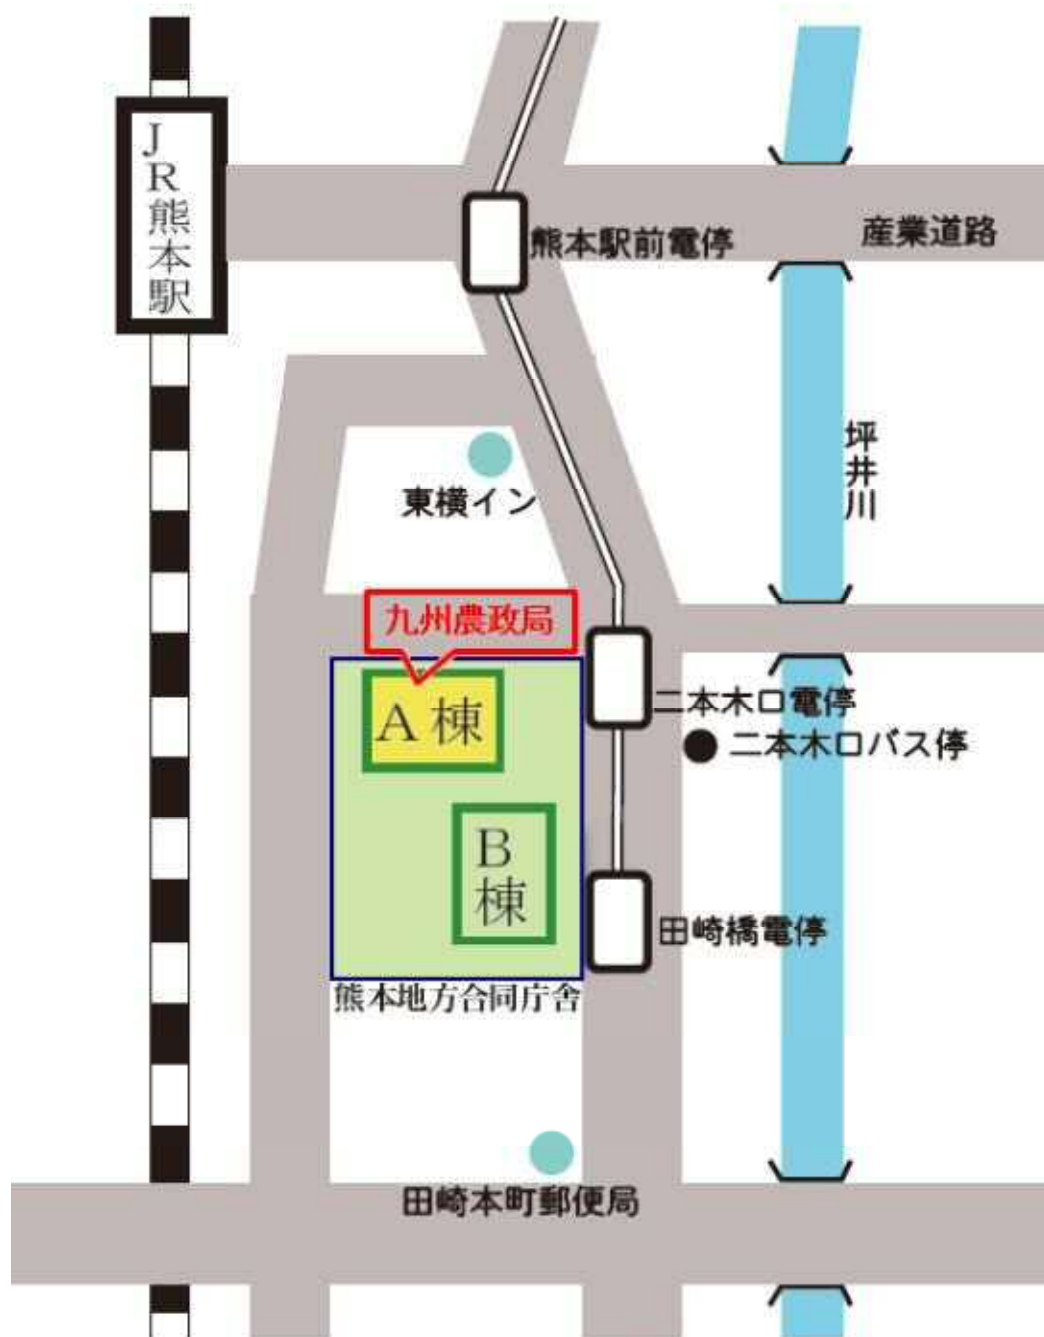 JR熊本駅
熊本駅前電停
産業道路
坪井川
東横イン
九州農政局
A棟
二本木口電停
二本木口バス停
B棟
田崎橋電停
熊本地方合同庁舎
田崎本町郵便局